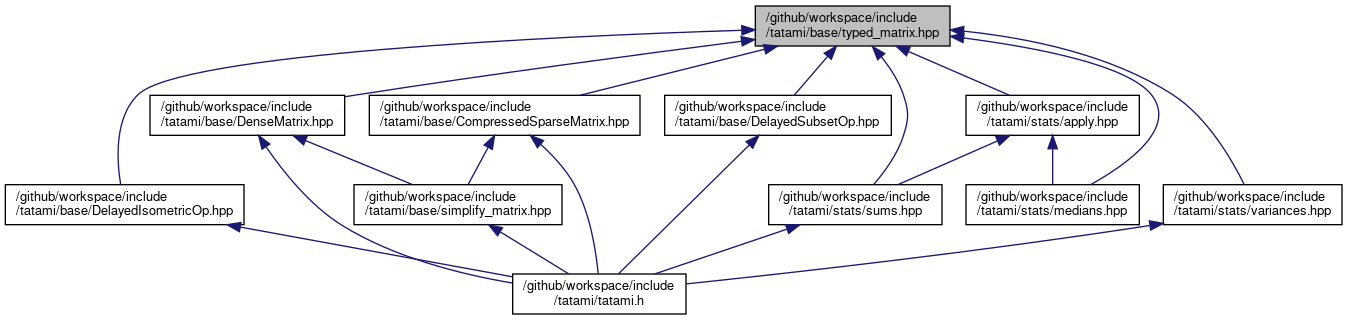 /github/workspace/include
/tatami/base/typed_matrix.hpp
/github/workspace/include
/tatami/base/DenseMatrix.hpp
/github/workspace/include
/tatami/base/CompressedSparseMatrix.hpp
/github/workspace/include
/tatami/base/DelayedSubsetOp.hpp
/github/workspace/include
/tatami/stats/apply.hpp
/github/workspace/include
/tatami/base/DelayedIsometricOp.hpp
/github/workspace/include
/tatami/base/simplify_matrix.hpp
/github/workspace/include
/tatami/stats/sums.hpp
/github/workspace/include
/tatami/stats/medians.hpp
/github/workspace/include
/tatami/stats/variances.hpp
/github/workspace/include
/tatami/tatami.h